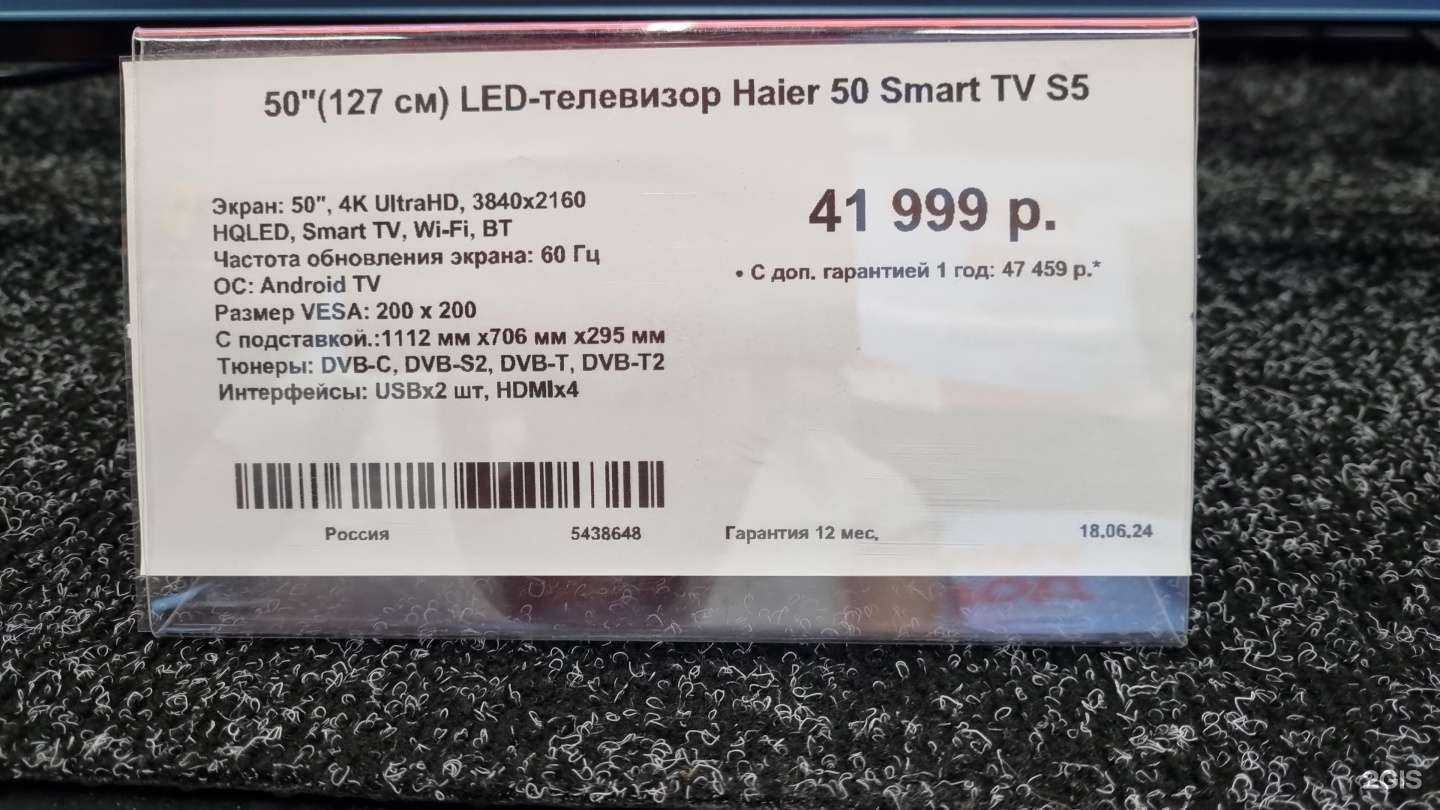 50"(127 см) LED-телевизор Haier 50 Smart TV S5
Экран: 50", 4K UltraHD, 3840x2160
HQLED, Smart TV, Wi-Fi, BT
Частота обновления экрана: 60 Гц
ОС: Android TV
Размер VESA: 200 x 200
С подставкой.:1112 мм x706 мм x295 мм
Тюнеры: DVB-C, DVB-S2, DVB-T, DVB-T2
Интерфейсы: USBx2 шт, HDMIx4
41 999 р.
• С доп. гарантией 1 год: 47 459 р.*
Россия 5438648 Гарантия 12 мес, 18.06.24
2GIS